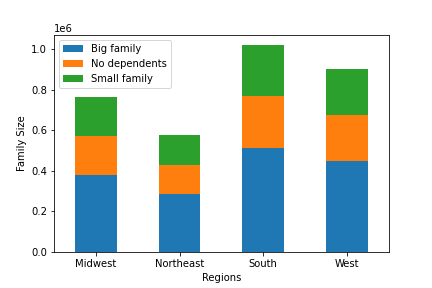 1e6
Big family
No dependents
Small family
1.0
0.8
0.6
0.4
0.2
0.0
Family Size
Midwest Northeast South West
Regions